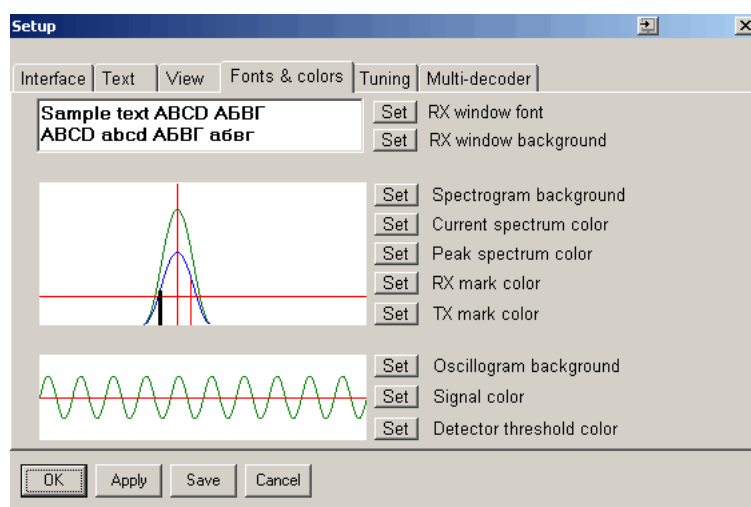 Setup
Interface Text View Fonts & colors Tuning Multi-decoder
Sample text ABCD АБВГ
ABCD abcd АБВГ абвг
Set RX window font
Set RX window background
Set Spectrogram background
Set Current spectrum color
Set Peak spectrum color
Set RX mark color
Set TX mark color
Set Oscillogram background
Set Signal color
Set Detector threshold color
OK Apply Save Cancel